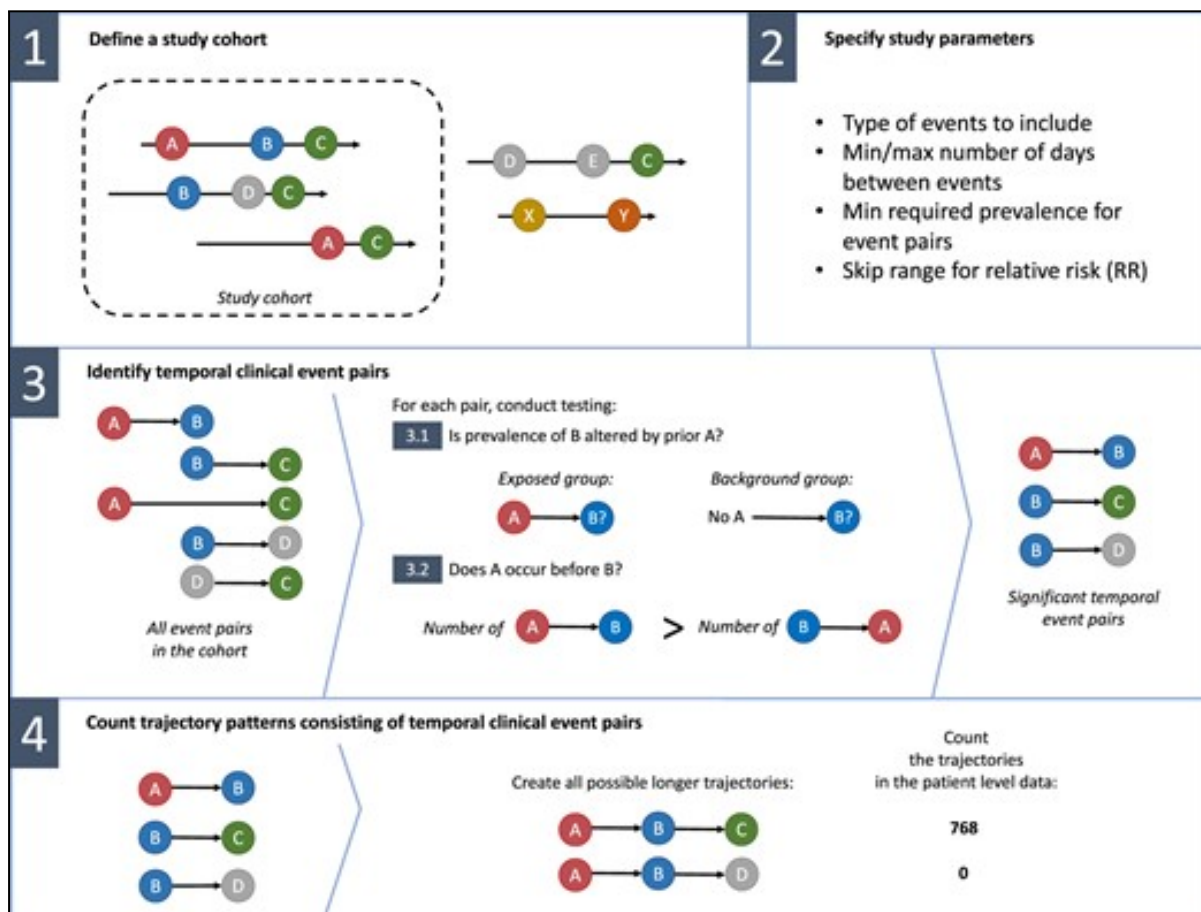 1
Define a study cohort
A B C
B D C
A C
Study cohort
D E C
X Y
2
Specify study parameters
• Type of events to include
• Min/max number of days
between events
• Min required prevalence for
event pairs
• Skip range for relative risk (RR)
3
Identify temporal clinical event pairs
A B
B C
A C
B D
D C
All event pairs
in the cohort
For each pair, conduct testing:
3.1 Is prevalence of B altered by prior A?
Exposed group: Background group:
A B? No A B?
3.2 Does A occur before B?
Number of A B > Number of B A
A B
B C
B D
Significant temporal
event pairs
4
Count trajectory patterns consisting of temporal clinical event pairs
A B
B C
B D
Create all possible longer trajectories:
A B C
A B D
Count
the trajectories
in the patient level data:
768
0